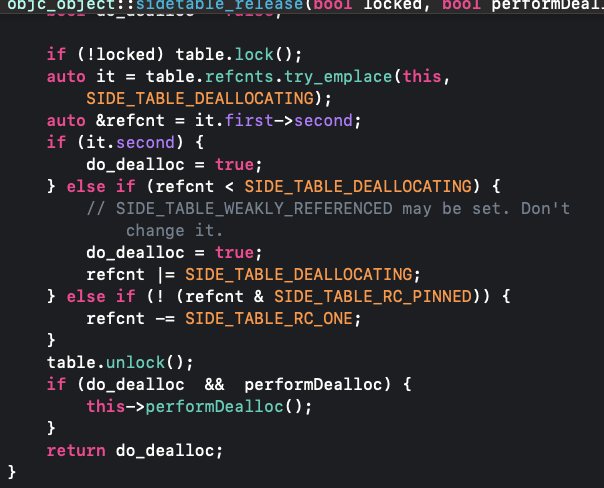 objc_object::sidetable_release(bool locked, bool performDeal
    if (!locked) table.lock();
    auto it = table.refcnts.try_emplace(this,
        SIDE_TABLE_DEALLOCATING);
    auto &refcnt = it.first->second;
    if (it.second) {
        do_dealloc = true;
    } else if (refcnt < SIDE_TABLE_DEALLOCATING) {
        // SIDE_TABLE_WEAKLY_REFERENCED may be set. Don't
            change it.
        do_dealloc = true;
        refcnt |= SIDE_TABLE_DEALLOCATING;
    } else if (! (refcnt & SIDE_TABLE_RC_PINNED)) {
        refcnt -= SIDE_TABLE_RC_ONE;
    }
    table.unlock();
    if (do_dealloc  &&  performDealloc) {
        this->performDealloc();
    }
    return do_dealloc;
}